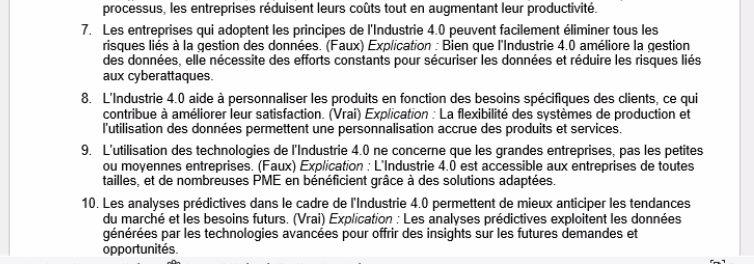 processus, les entreprises réduisent leurs coûts tout en augmentant leur productivité.
7. Les entreprises qui adoptent les principes de l'Industrie 4.0 peuvent facilement éliminer tous les
risques liés à la gestion des données. (Faux) Explication : Bien que l'Industrie 4.0 améliore la gestion
des données, elle nécessite des efforts constants pour sécuriser les données et réduire les risques liés
aux cyberattaques.
8. L'Industrie 4.0 aide à personnaliser les produits en fonction des besoins spécifiques des clients, ce qui
contribue à améliorer leur satisfaction. (Vrai) Explication : La flexibilité des systèmes de production et
l'utilisation des données permettent une personnalisation accrue des produits et services.
9. L'utilisation des technologies de l'Industrie 4.0 ne concerne que les grandes entreprises, pas les petites
ou moyennes entreprises. (Faux) Explication : L'Industrie 4.0 est accessible aux entreprises de toutes
tailles, et de nombreuses PME en bénéficient grâce à des solutions adaptées.
10. Les analyses prédictives dans le cadre de l'Industrie 4.0 permettent de mieux anticiper les tendances
du marché et les besoins futurs. (Vrai) Explication : Les analyses prédictives exploitent les données
générées par les technologies avancées pour offrir des insights sur les futures demandes et
opportunités.